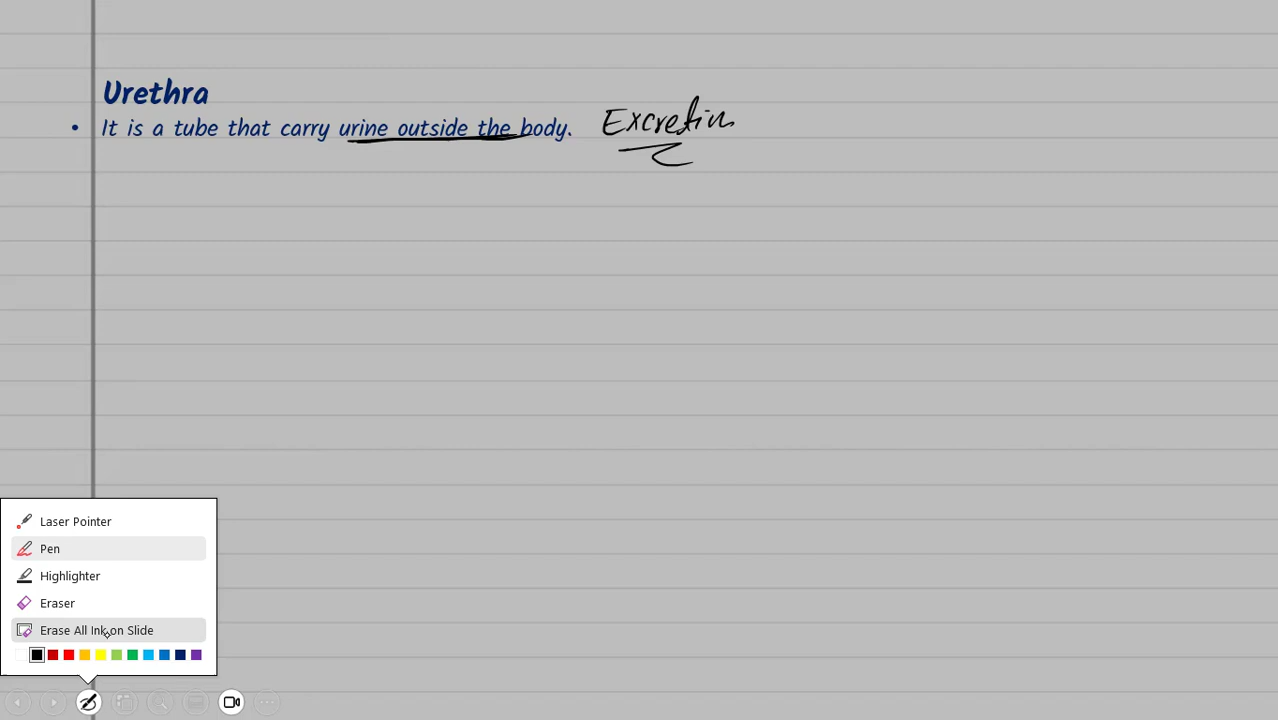 Urethra
• It is a tube that carry urine outside the body. Excretin
Laser Pointer
Pen
Highlighter
Eraser
Erase All Ink on Slide